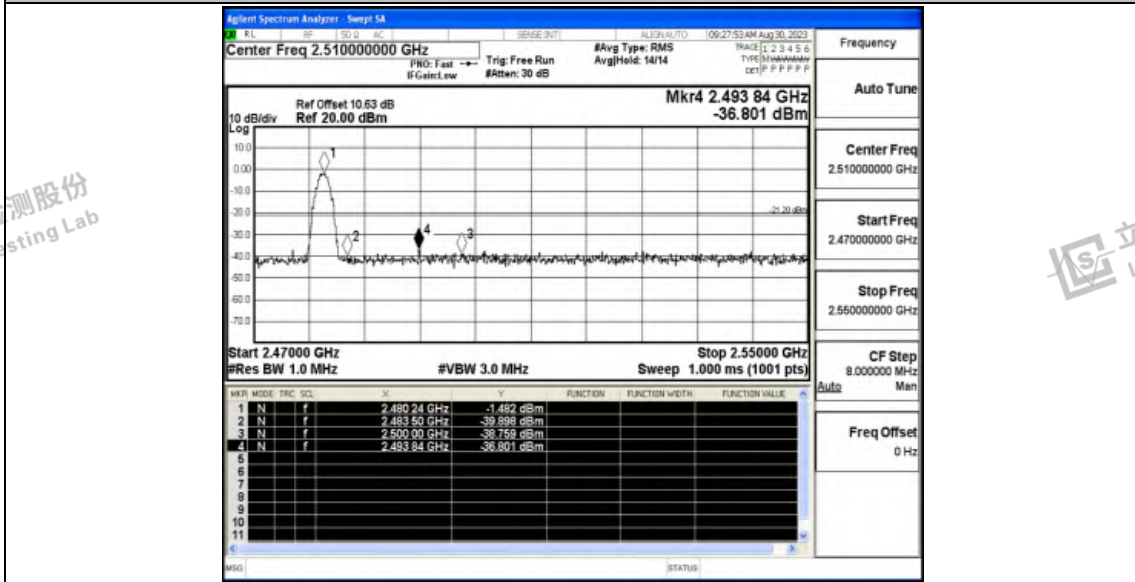 Agilent Spectrum Analyzer - Swept SA
RL RF 50 Ω AC SENSE:INT ALIGNAUTO 09:27:53 AM Aug 30, 2023
Center Freq 2.510000000 GHz
PNO: Fast
IFGain:Low
Trig: Free Run
#Atten: 30 dB
#Avg Type: RMS
Avg|Hold: 14/14
TRACE 1 2 3 4 5 6
TYPE
DET P P P P P P
Frequency
Auto Tune
Center Freq
2.510000000 GHz
Start Freq
2.470000000 GHz
Stop Freq
2.550000000 GHz
CF Step
8.000000 MHz
Auto Man
Freq Offset
0 Hz
Mkr4 2.493 84 GHz
-36.801 dBm
Ref Offset 10.63 dB
10 dB/div Ref 20.00 dBm
Log
10.0
0.00
-10.0
-20.0
-30.0
-40.0
-50.0
-60.0
-70.0
1
2
4
3
-21.20 dBm
Start 2.47000 GHz Stop 2.55000 GHz
#Res BW 1.0 MHz #VBW 3.0 MHz Sweep 1.000 ms (1001 pts)
MKR MODE TRC SCL X Y FUNCTION FUNCTION WIDTH FUNCTION VALUE
1 N f 2.480 24 GHz -1.482 dBm
2 N f 2.483 50 GHz -39.898 dBm
3 N f 2.500 00 GHz -38.759 dBm
4 N f 2.493 84 GHz -36.801 dBm
5
6
7
8
9
10
11
MSG STATUS
测股份
sting Lab
LS